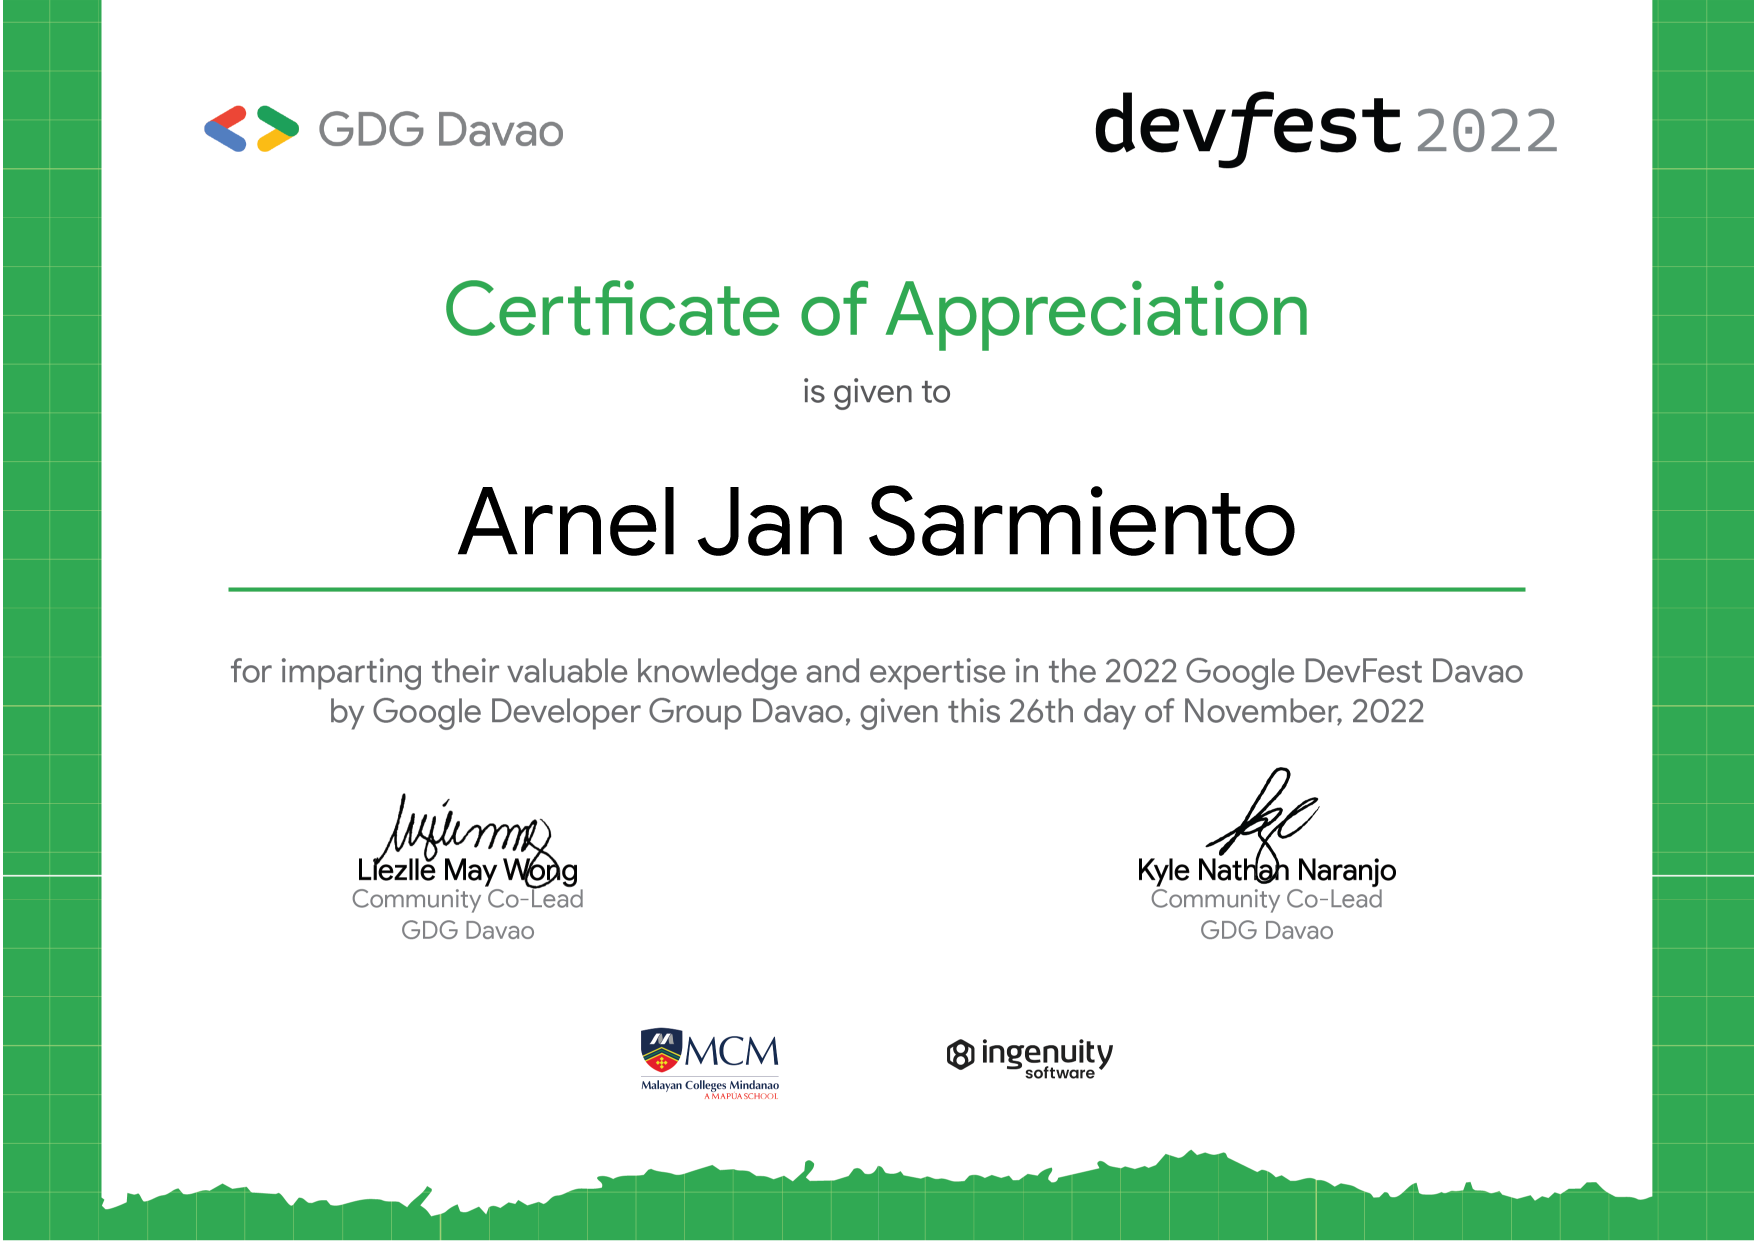 GDG Davao
devfest 2022
Certficate of Appreciation
is given to
Arnel Jan Sarmiento
for imparting their valuable knowledge and expertise in the 2022 Google DevFest Davao
by Google Developer Group Davao, given this 26th day of November, 2022
Liezlle May Wong
Community Co-Lead
GDG Davao
Kyle Nathan Naranjo
Community Co-Lead
GDG Davao
MCM
Malayan Colleges Mindanao
A MAPUA SCHOOL
ingenuity
software